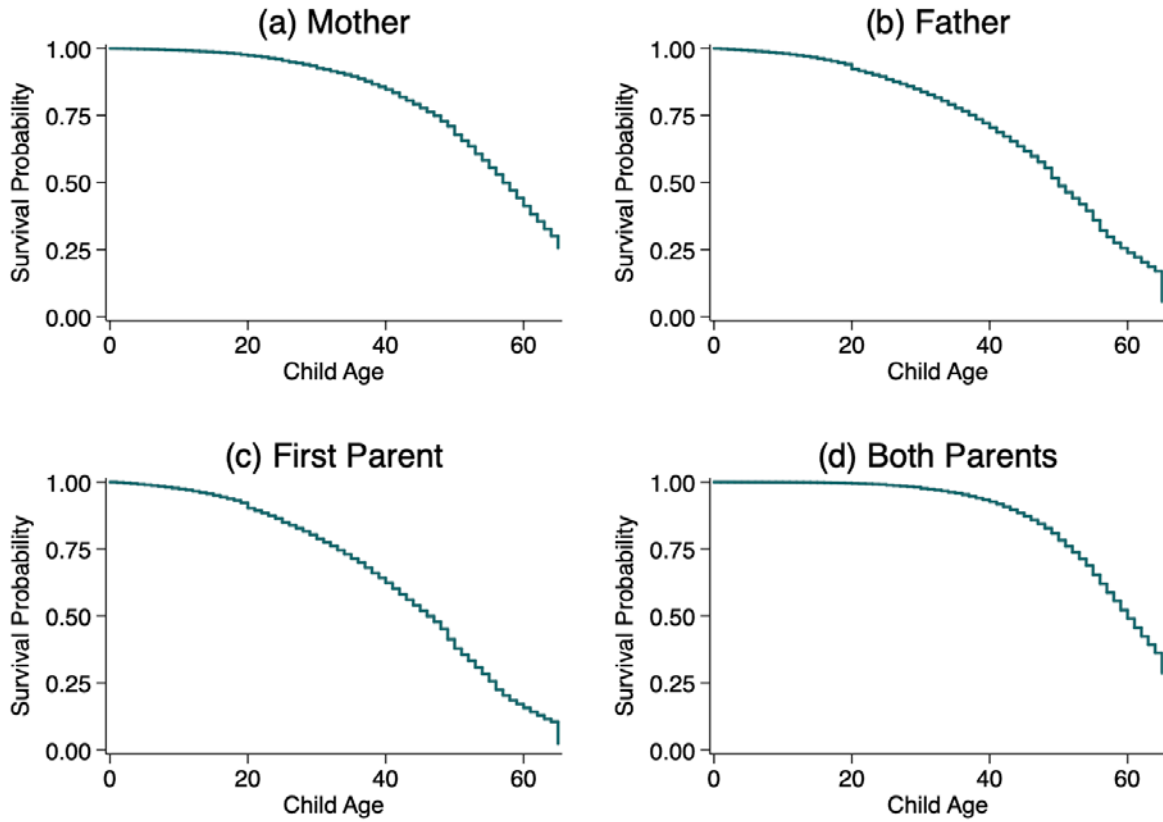 (a) Mother
Survival Probability
1.00
0.75
0.50
0.25
0.00
0 20 40 60
Child Age
(b) Father
Survival Probability
1.00
0.75
0.50
0.25
0.00
0 20 40 60
Child Age
(c) First Parent
Survival Probability
1.00
0.75
0.50
0.25
0.00
0 20 40 60
Child Age
(d) Both Parents
Survival Probability
1.00
0.75
0.50
0.25
0.00
0 20 40 60
Child Age